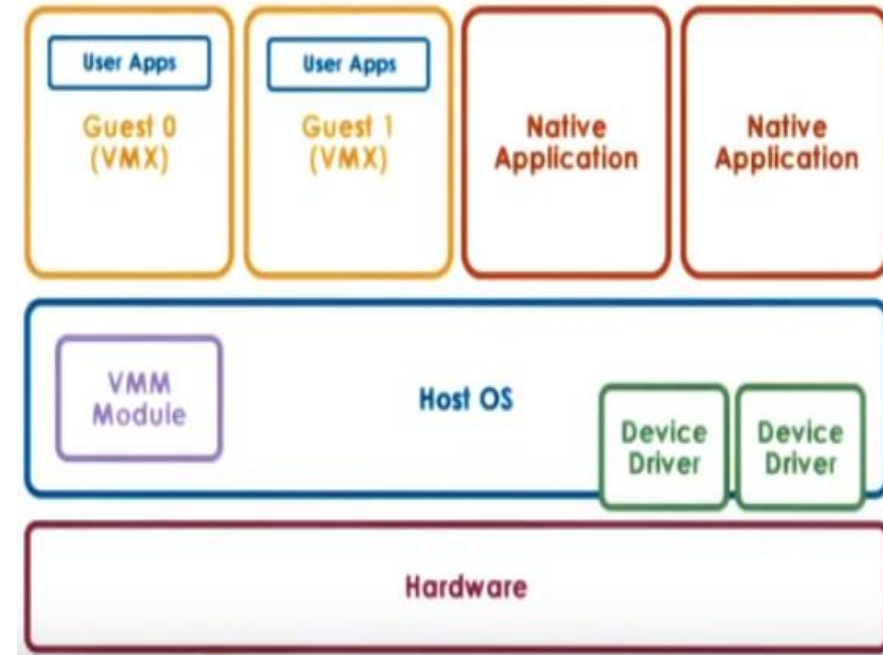 User Apps
Guest 0
(VMX)
User Apps
Guest 1
(VMX)
Native
Application
Native
Application
VMM
Module
Host OS
Device
Driver
Device
Driver
Hardware